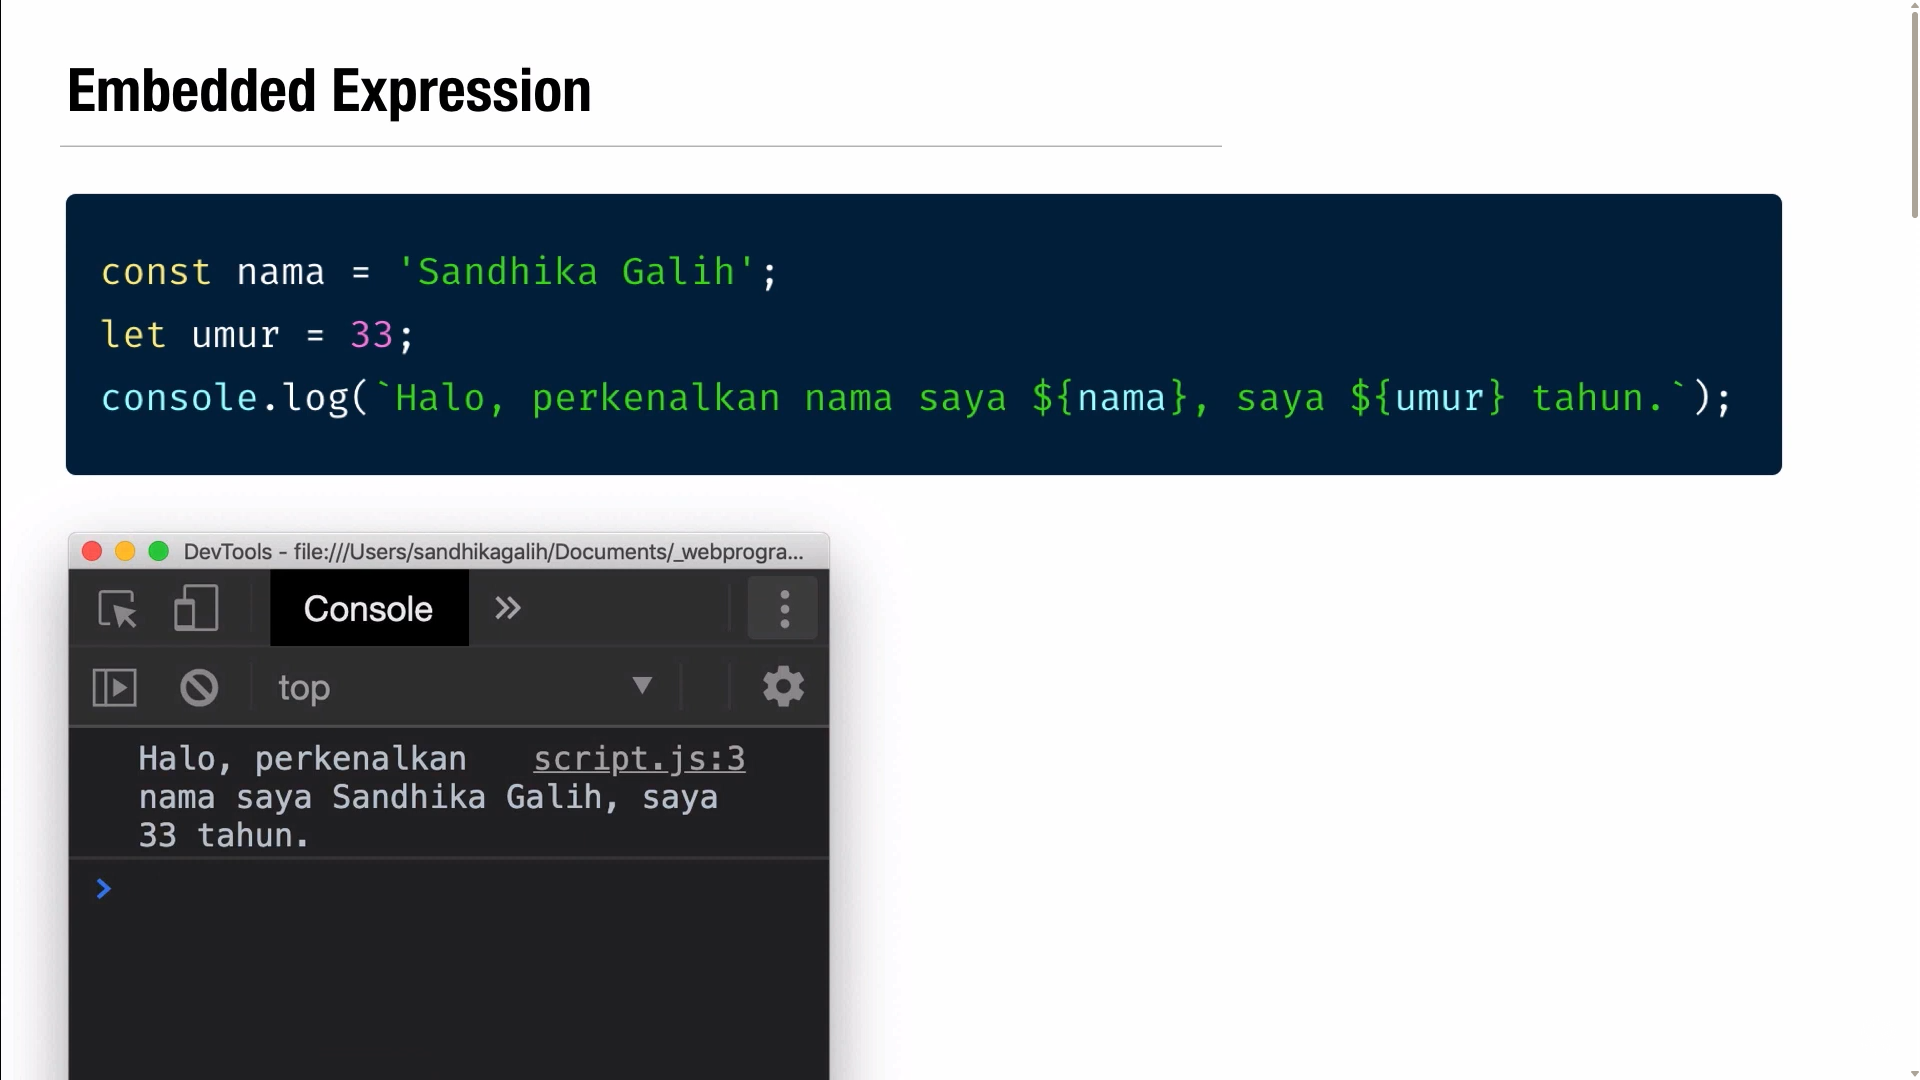 Embedded Expression
const nama = 'Sandhika Galih';
let umur = 33;
console.log(`Halo, perkenalkan nama saya ${nama}, saya ${umur} tahun.`);
DevTools - file:///Users/sandhikagalih/Documents/_webprogra...
Console
top
Halo, perkenalkan script.js:3
nama saya Sandhika Galih, saya
33 tahun.